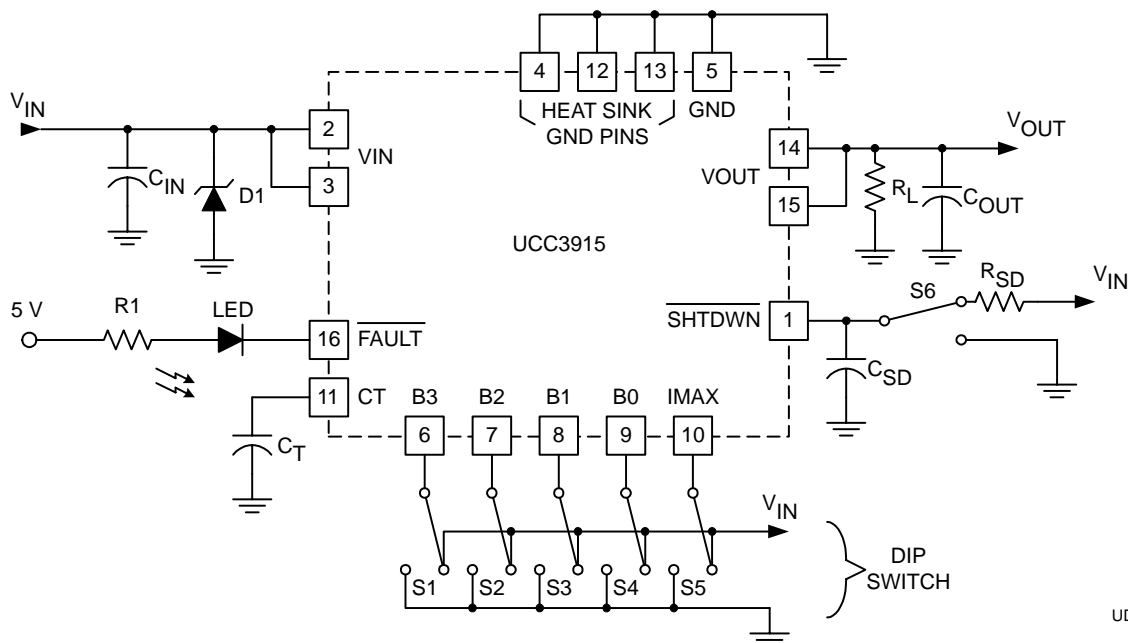 4 12 13 5
HEAT SINK GND
GND PINS
VIN
2
VIN
3
CIN
D1
14
VOUT
15
VOUT
RL
COUT
UCC3915
5 V
R1
LED
16
FAULT
11
CT
CT
SHTDWN
1
S6
RSD
VIN
CSD
B3 B2 B1 B0 IMAX
6 7 8 9 10
VIN
S1 S2 S3 S4 S5
DIP
SWITCH